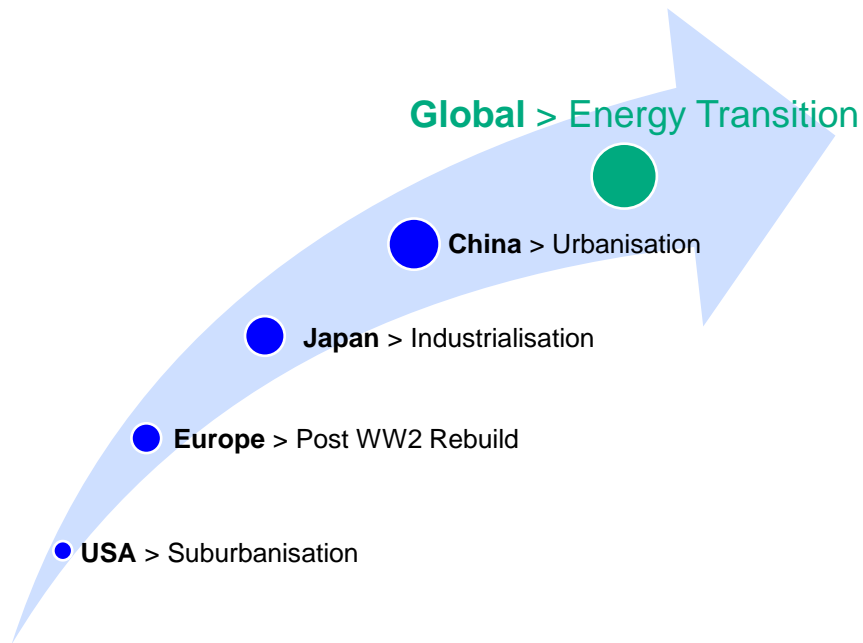 Global > Energy Transition
China > Urbanisation
Japan > Industrialisation
Europe > Post WW2 Rebuild
USA > Suburbanisation